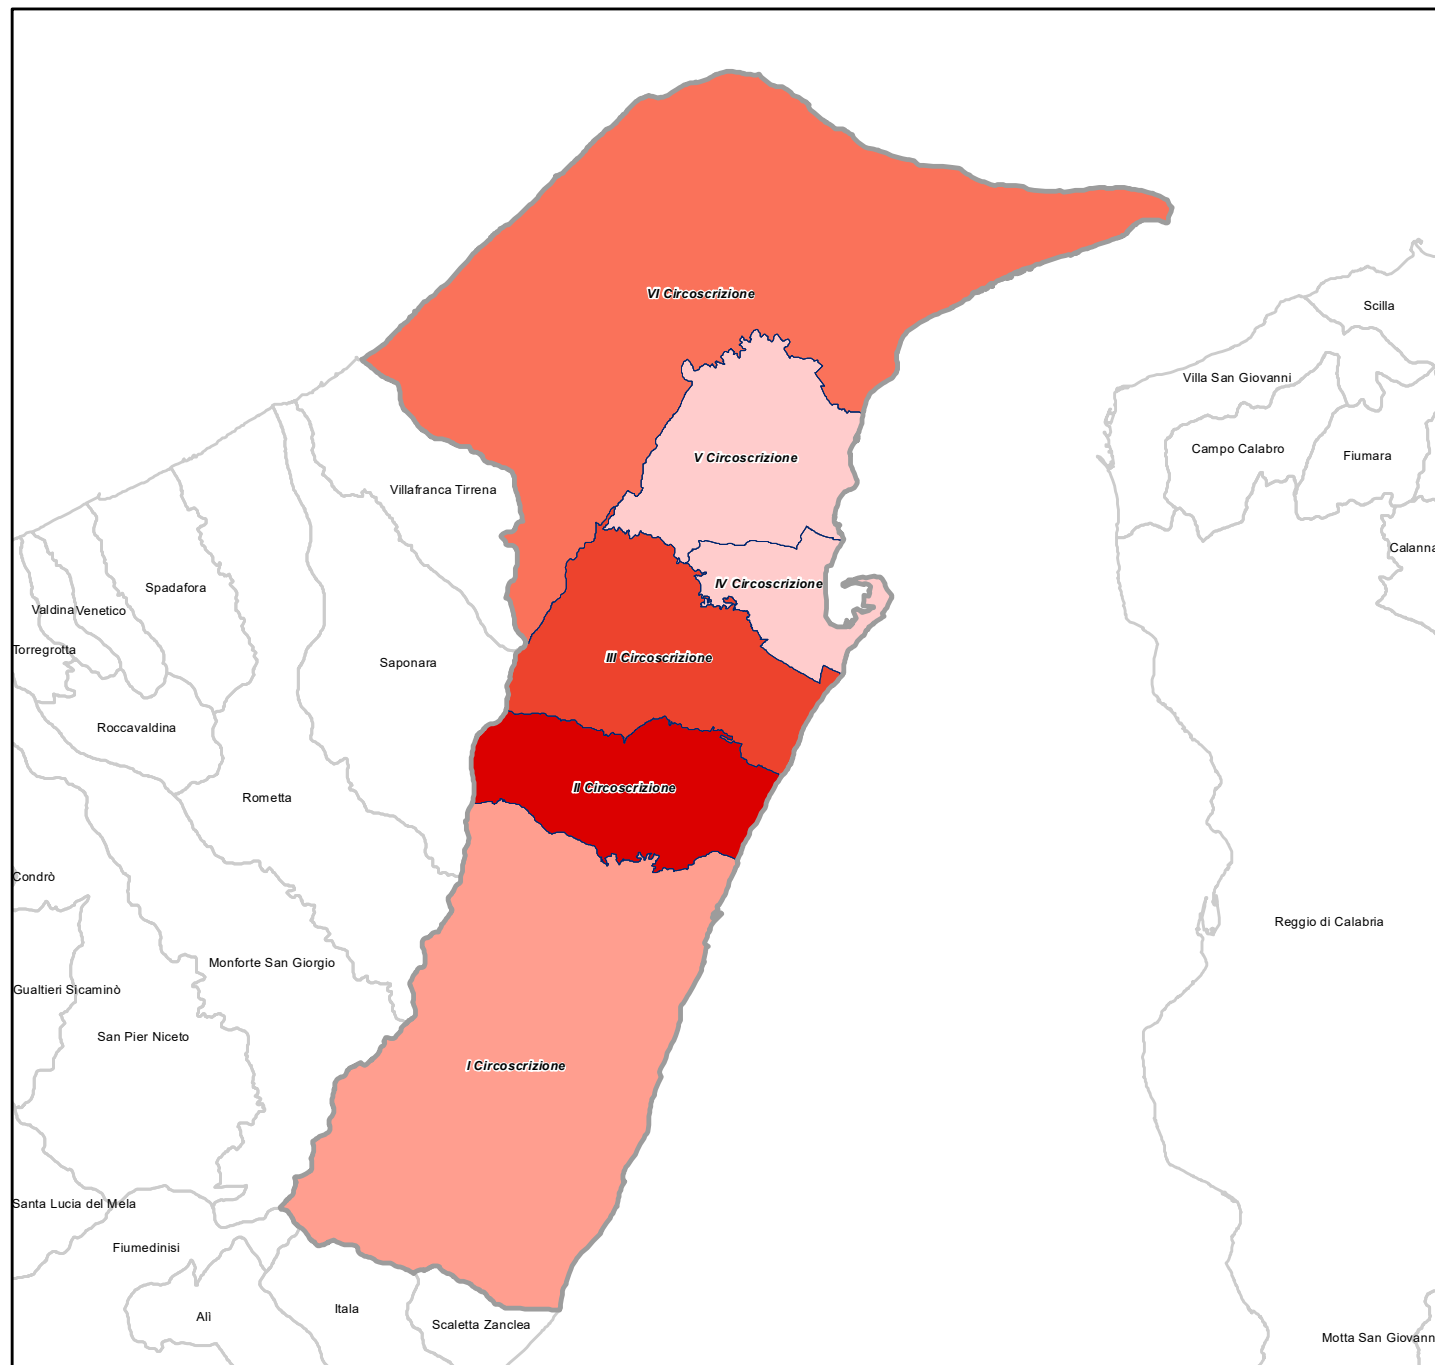 VI Circoscrizione
Scilla
Villa San Giovanni
Campo Calabro
Fiumara
V Circoscrizione
Villafranca Tirrena
Calanna
Spadafora
IV Circoscrizione
Valdina
Venetico
Torregrotta
Saponara
III Circoscrizione
Roccavaldina
II Circoscrizione
Rometta
Condrò
Reggio di Calabria
Monforte San Giorgio
Gualtieri Sicaminò
San Pier Niceto
I Circoscrizione
Santa Lucia del Mela
Fiumedinisi
Itala
Alì
Scaletta Zanclea
Motta San Giovann